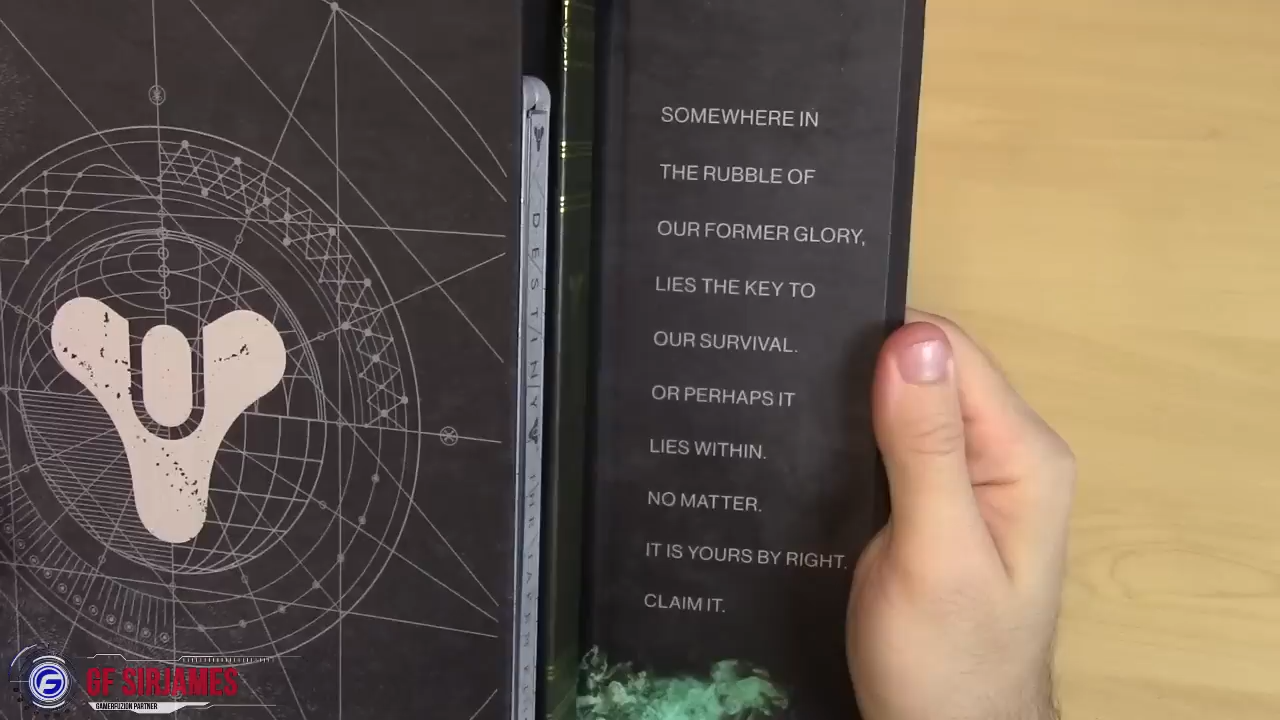 SOMEWHERE IN
THE RUBBLE OF
OUR FORMER GLORY,
LIES THE KEY TO
OUR SURVIVAL.
OR PERHAPS IT
LIES WITHIN.
NO MATTER.
IT IS YOURS BY RIGHT.
CLAIM IT.
DESTINY
GF SIRJAMES
GAMERFUZION PARTNER